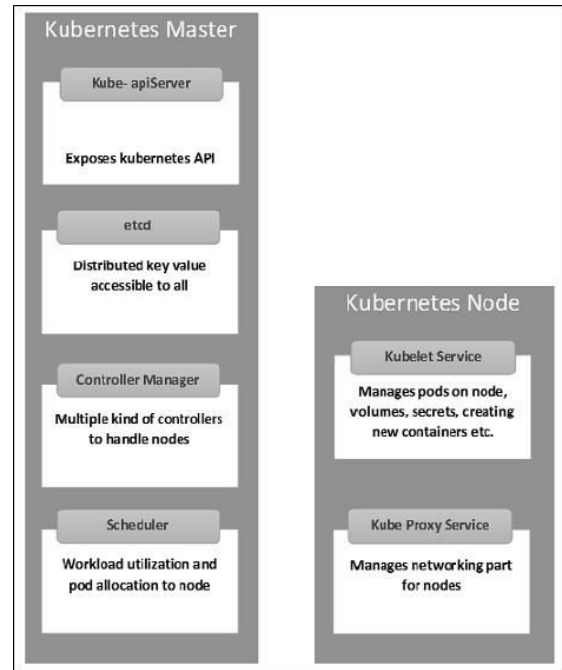 Kubernetes Master
Kube- apiServer
Exposes kubernetes API
etcd
Distributed key value
accessible to all
Controller Manager
Multiple kind of controllers
to handle nodes
Scheduler
Workload utilization and
pod allocation to node
Kubernetes Node
Kubelet Service
Manages pods on node,
volumes, secrets, creating
new containers etc.
Kube Proxy Service
Manages networking part
for nodes